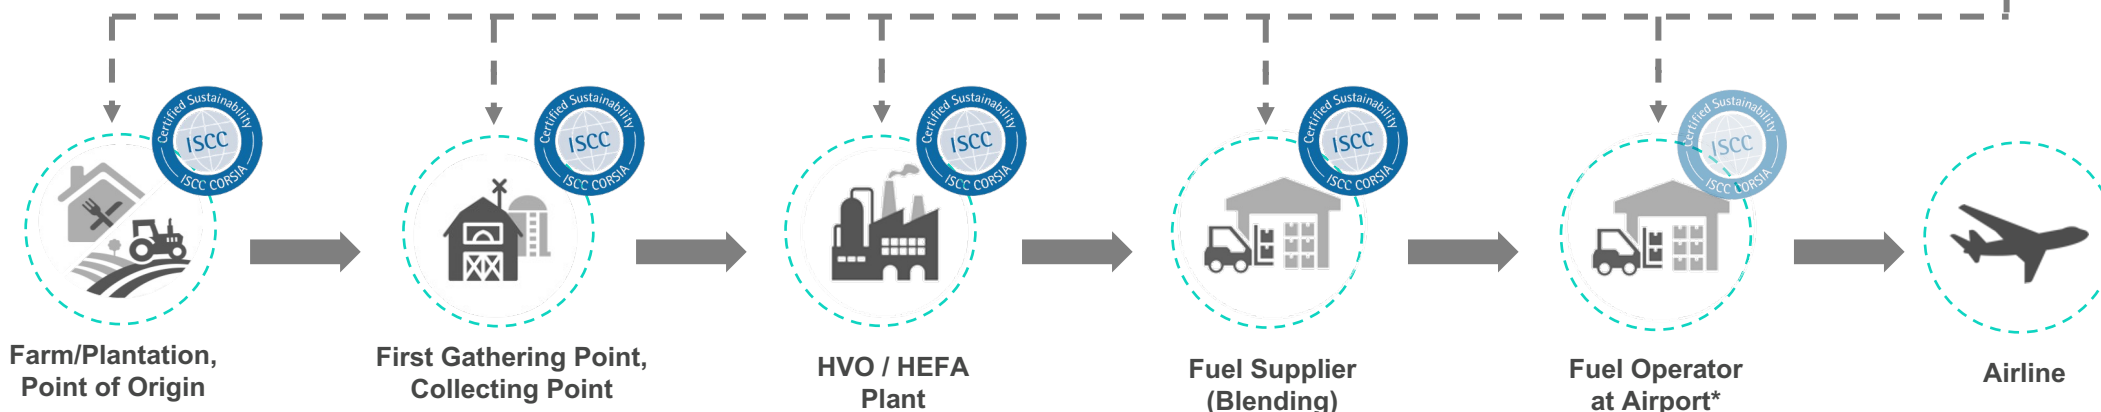 Certified Sustainability
ISCC
ISCC CORSIA
Certified Sustainability
ISCC
ISCC CORSIA
Certified Sustainability
ISCC
ISCC CORSIA
Certified Sustainability
ISCC
ISCC CORSIA
Certified Sustainability
ISCC
ISCC CORSIA
Farm/Plantation,
Point of Origin
First Gathering Point,
Collecting Point
HVO / HEFA
Plant
Fuel Supplier
(Blending)
Fuel Operator
at Airport*
Airline